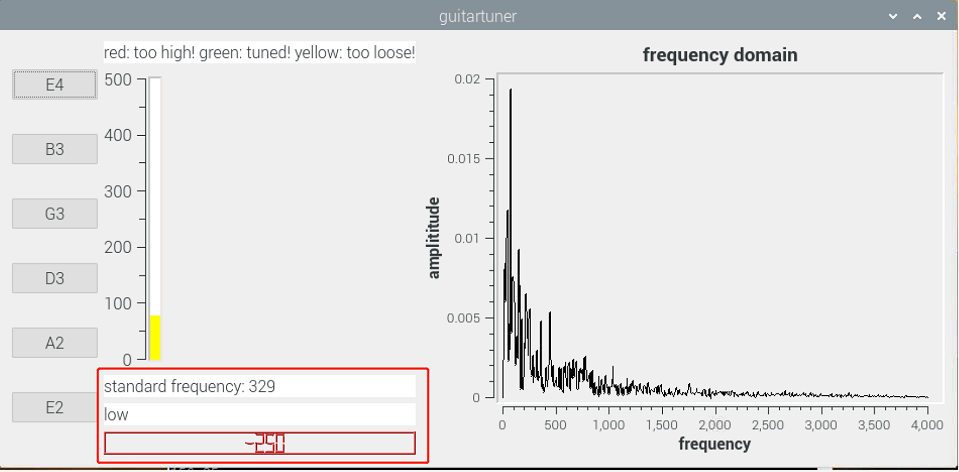 guitartuner
red: too high! green: tuned! yellow: too loose!
E4
B3
G3
D3
A2
E2
500
400
300
200
100
0
standard frequency: 329
low
-250
frequency domain
amplititude
0.02
0.015
0.01
0.005
0
0 500 1,000 1,500 2,000 2,500 3,000 3,500 4,000
frequency